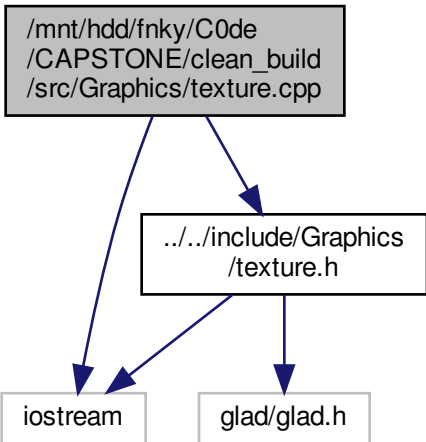 /mnt/hdd/fnky/C0de
/CAPSTONE/clean_build
/src/Graphics/texture.cpp
../../include/Graphics
/texture.h
iostream
glad/glad.h